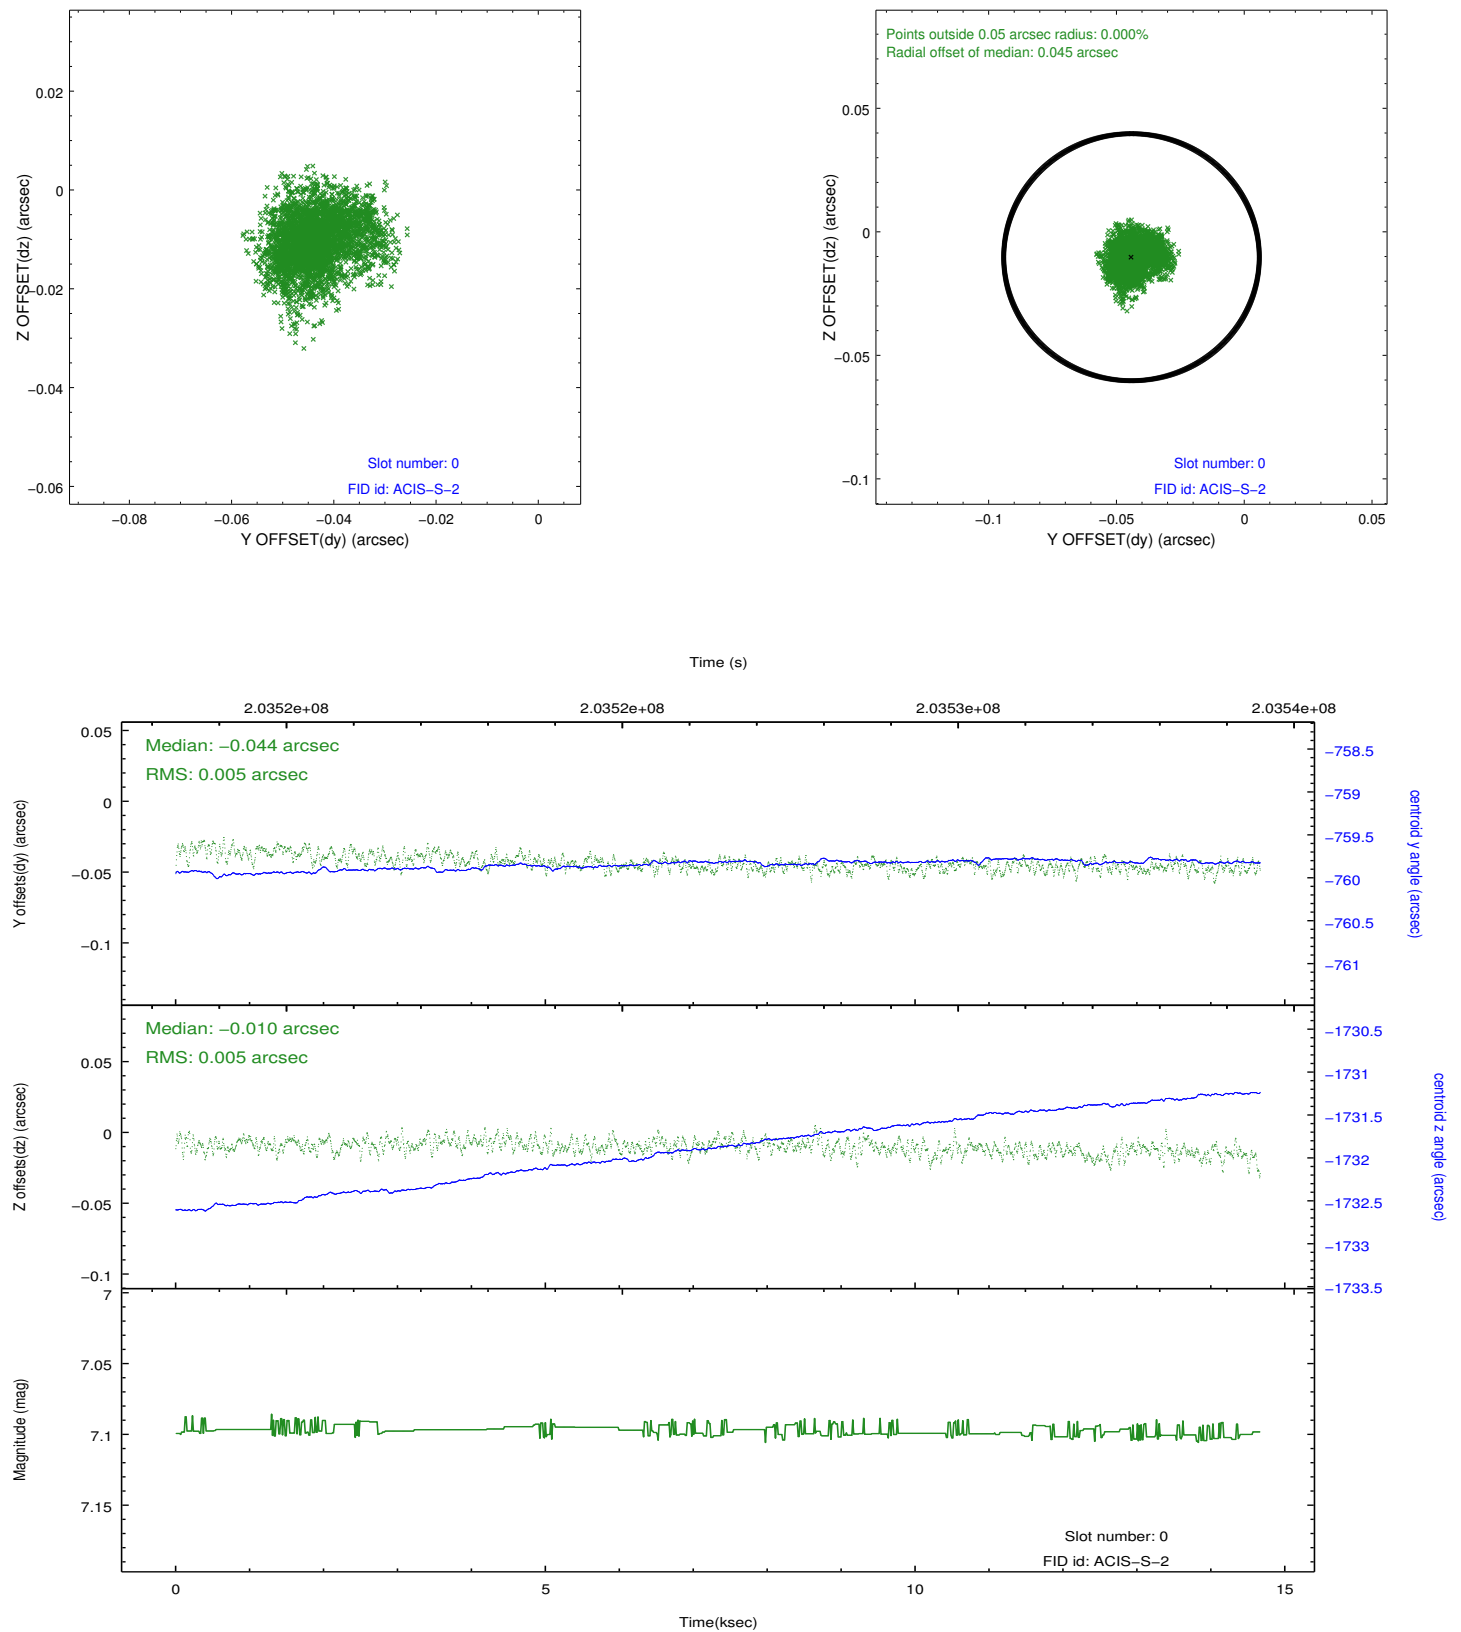 0.02
0
−0.02
−0.04
−0.06
Z OFFSET(dz) (arcsec)
Slot number: 0
FID id: ACIS−S−2
−0.08 −0.06 −0.04 −0.02 0
Y OFFSET(dy) (arcsec)
Points outside 0.05 arcsec radius: 0.000%
Radial offset of median: 0.045 arcsec
0.05
0
−0.05
−0.1
Z OFFSET(dz) (arcsec)
Slot number: 0
FID id: ACIS−S−2
−0.1 −0.05 0 0.05
Y OFFSET(dy) (arcsec)
Time (s)
2.0352e+08 2.0352e+08 2.0353e+08 2.0354e+08
Median: −0.044 arcsec
RMS: 0.005 arcsec
0.05
0
−0.05
−0.1
Y offsets(dy) (arcsec)
−758.5
−759
−759.5
−760
−760.5
−761
centroid y angle (arcsec)
Median: −0.010 arcsec
RMS: 0.005 arcsec
0.05
0
−0.05
−0.1
Z offsets(dz) (arcsec)
−1730.5
−1731
−1731.5
−1732
−1732.5
−1733
−1733.5
centroid z angle (arcsec)
7
7.05
7.1
7.15
Magnitude (mag)
Slot number: 0
FID id: ACIS−S−2
0 5 10 15
Time(ksec)